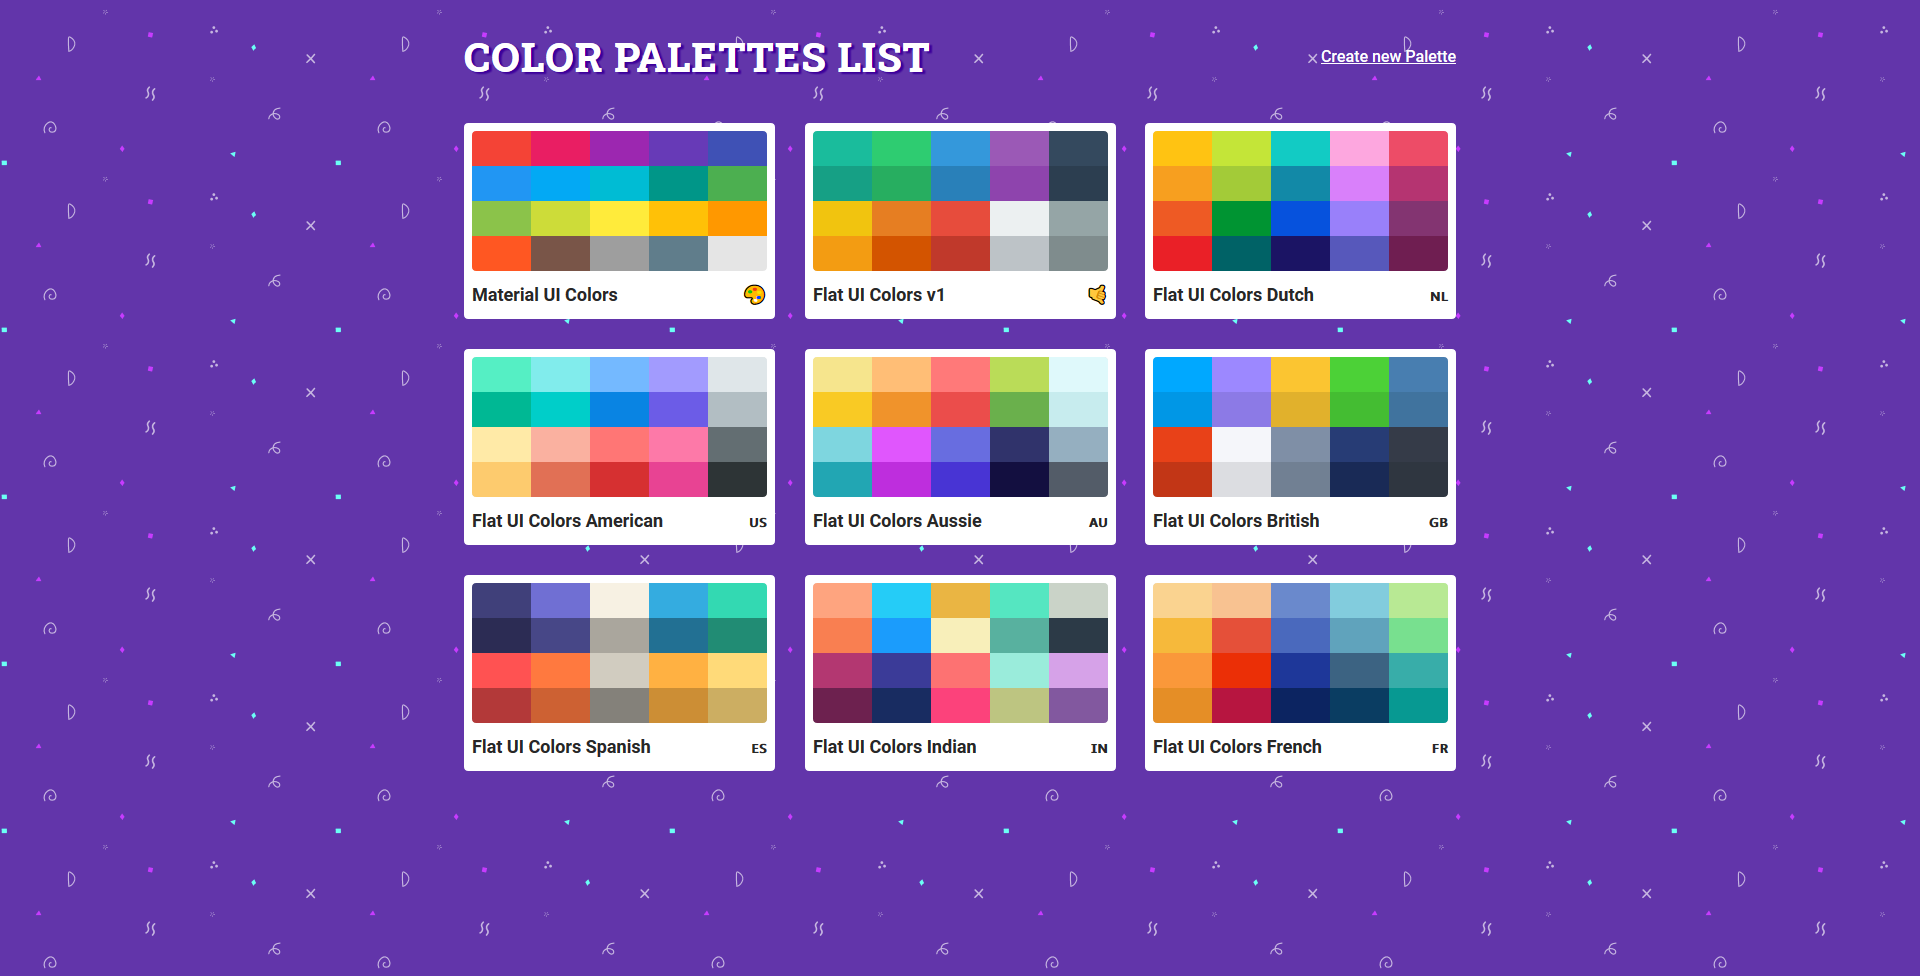 COLOR PALETTES LIST
Create new Palette
Material UI Colors
Flat UI Colors v1
Flat UI Colors Dutch NL
Flat UI Colors American US
Flat UI Colors Aussie AU
Flat UI Colors British GB
Flat UI Colors Spanish ES
Flat UI Colors Indian IN
Flat UI Colors French FR